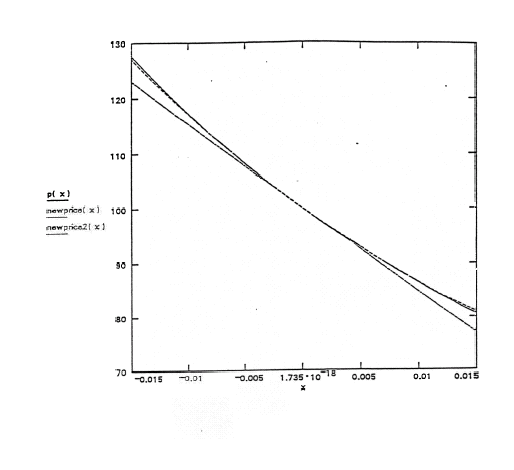 130
120
110
100
90
80
70
p( x )
newprice( x )
newprice2( x )
-0.015 -0.01 -0.005 1.735*10^-18 0.005 0.01 0.015
x